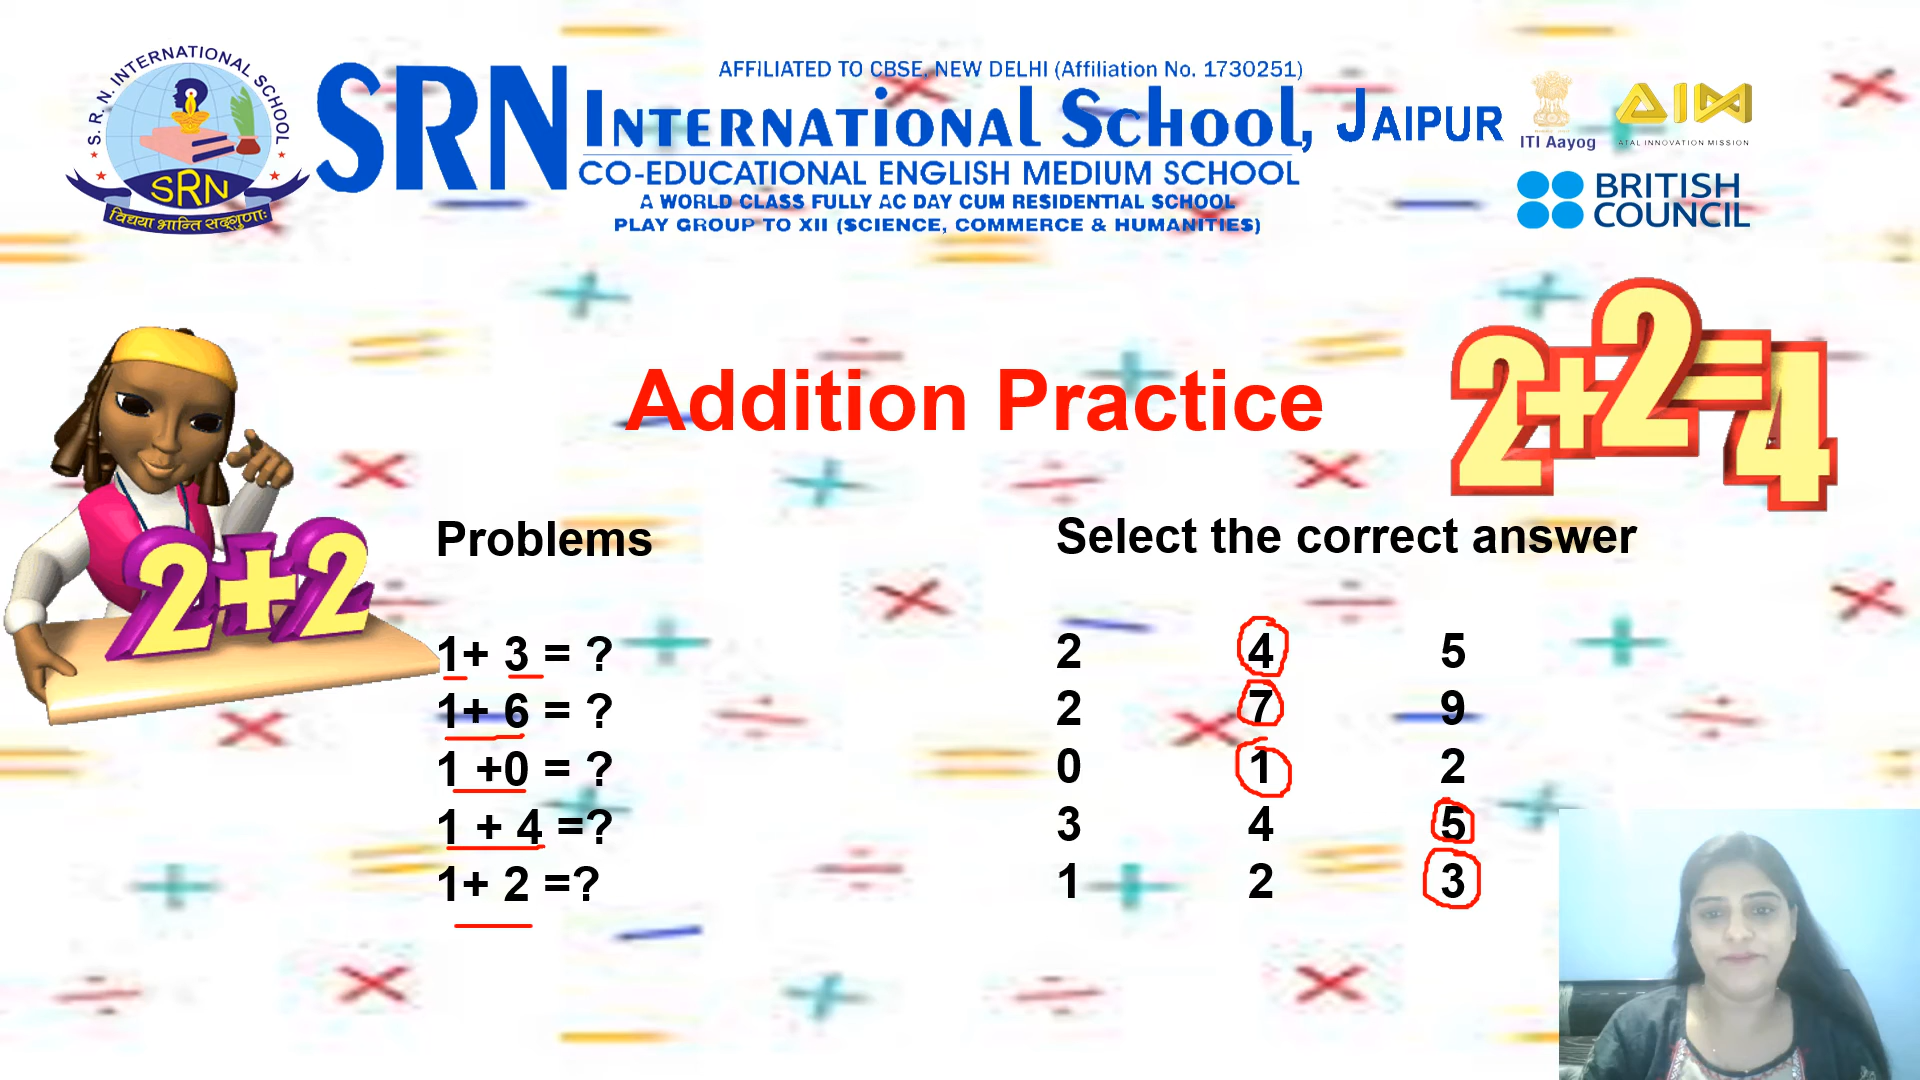 S. R. N. INTERNATIONAL SCHOOL
SRN
विद्यया भान्ति सद्गुणाः
AFFILIATED TO CBSE, NEW DELHI (Affiliation No. 1730251)
SRN INTERNATIONAL SCHOOL, JAIPUR
CO-EDUCATIONAL ENGLISH MEDIUM SCHOOL
A WORLD CLASS FULLY AC DAY CUM RESIDENTIAL SCHOOL
PLAY GROUP TO XII (SCIENCE, COMMERCE & HUMANITIES)
ITI Aayog
AIM
ATAL INNOVATION MISSION
BRITISH
COUNCIL
2+2=4
Addition Practice
2+2
Problems Select the correct answer
1+ 3 = ? 2 4 5
1+ 6 = ? 2 7 9
1 +0 = ? 0 1 2
1 + 4 =? 3 4 5
1+ 2 =? 1 2 3